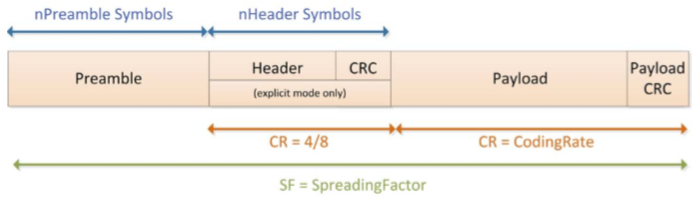 nPreamble Symbols
nHeader Symbols
Preamble
Header
CRC
(explicit mode only)
Payload
Payload
CRC
CR = 4/8
CR = CodingRate
SF = SpreadingFactor